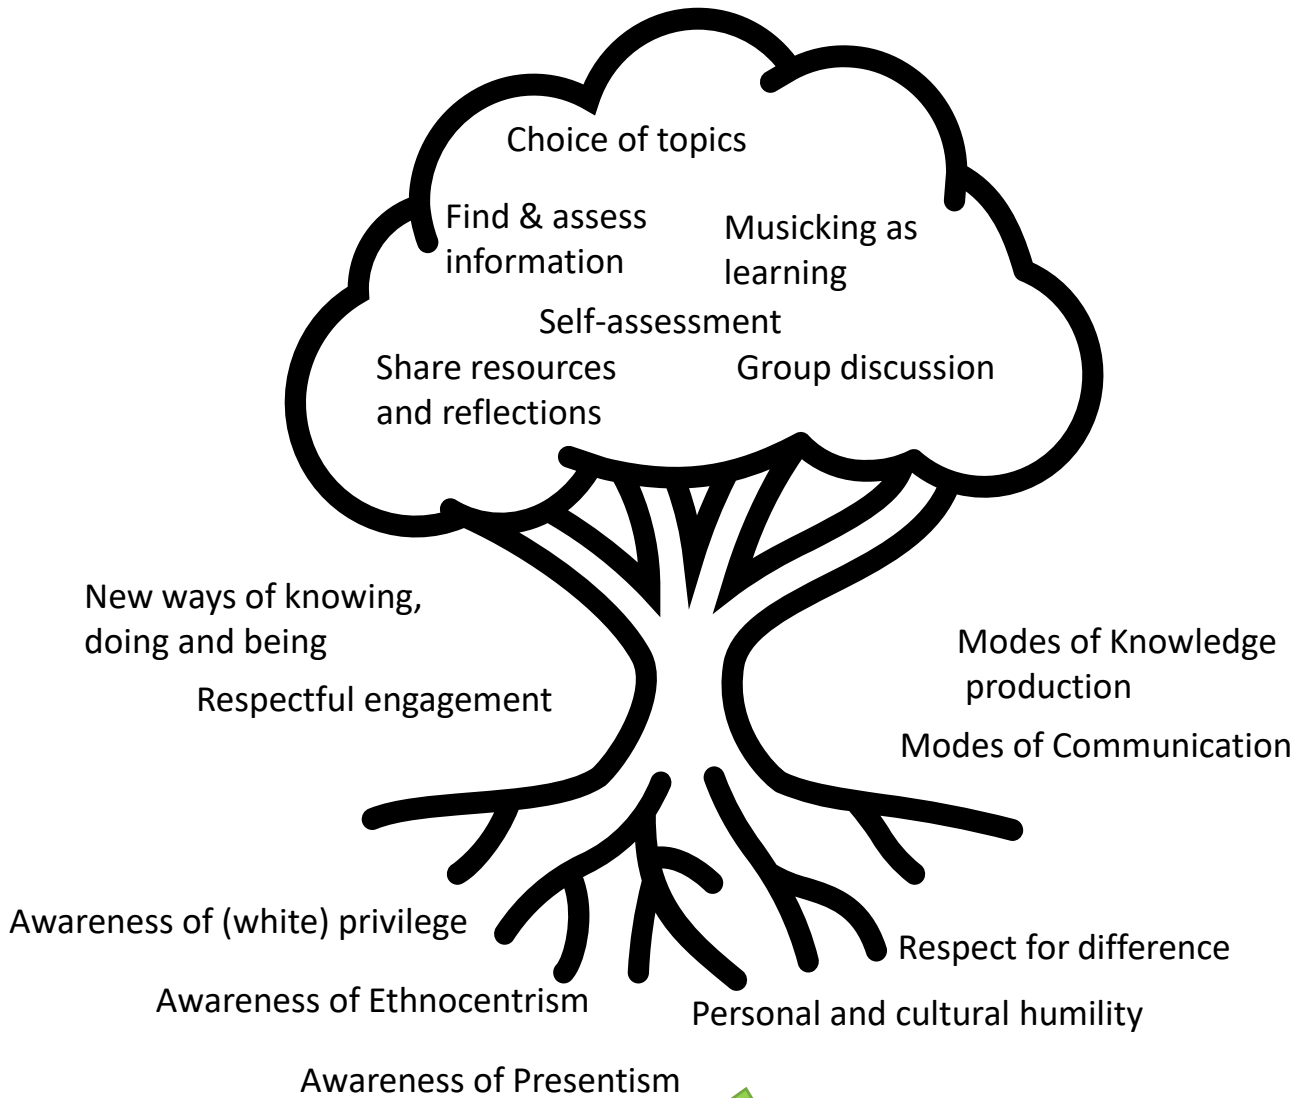 Choice of topics
Find & assess
information
Musicking as
learning
Self-assessment
Share resources
and reflections
Group discussion
New ways of knowing,
doing and being
Respectful engagement
Modes of Knowledge
production
Modes of Communication
Awareness of (white) privilege
Respect for difference
Awareness of Ethnocentrism
Personal and cultural humility
Awareness of Presentism